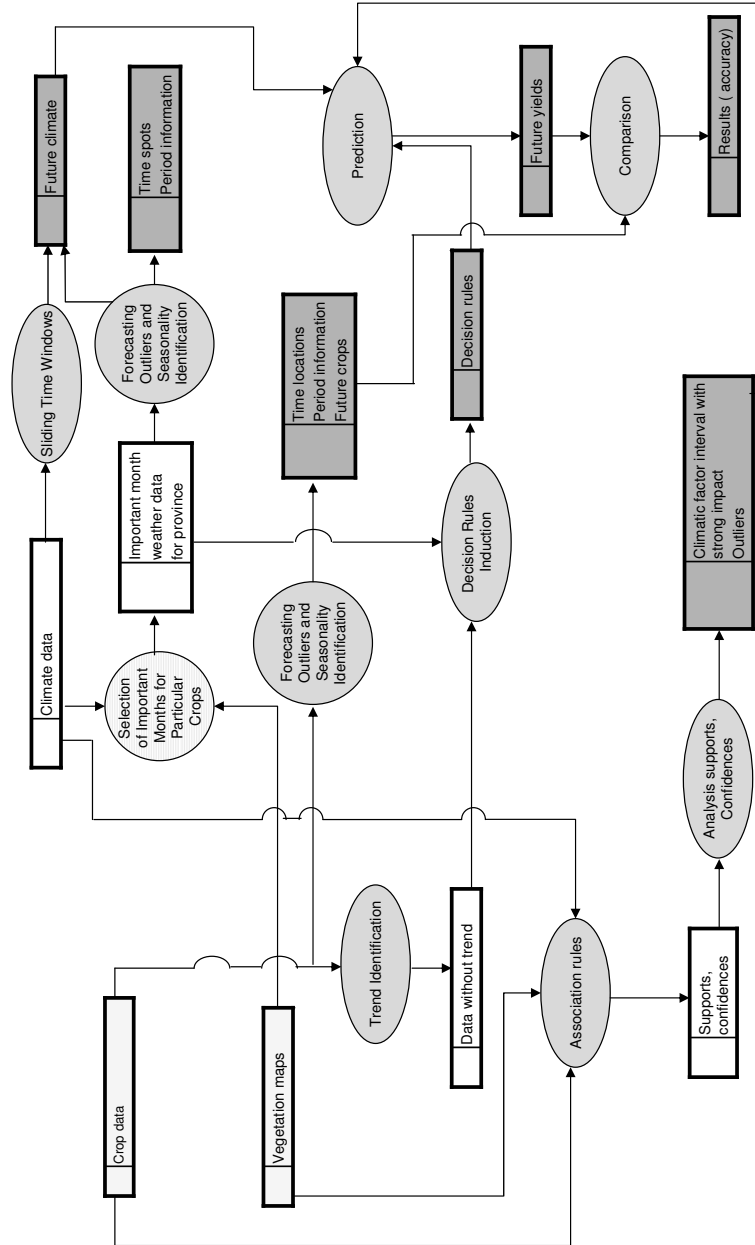 Crop data
Vegetation maps
Climate data
Sliding Time Windows
Future climate
Selection
of Important
Months for
Particular
Crops
Important month
weather data
for province
Forecasting
Outliers and
Seasonality
Identification
Time spots
Period information
Trend Identification
Forecasting
Outliers and
Seasonality
Identification
Time locations
Period information
Future crops
Prediction
Data without trend
Decision Rules
Induction
Decision rules
Future yields
Association rules
Comparison
Supports,
confidences
Analysis supports,
Confidences
Climatic factor interval with
strong impact
Outliers
Results ( accuracy)